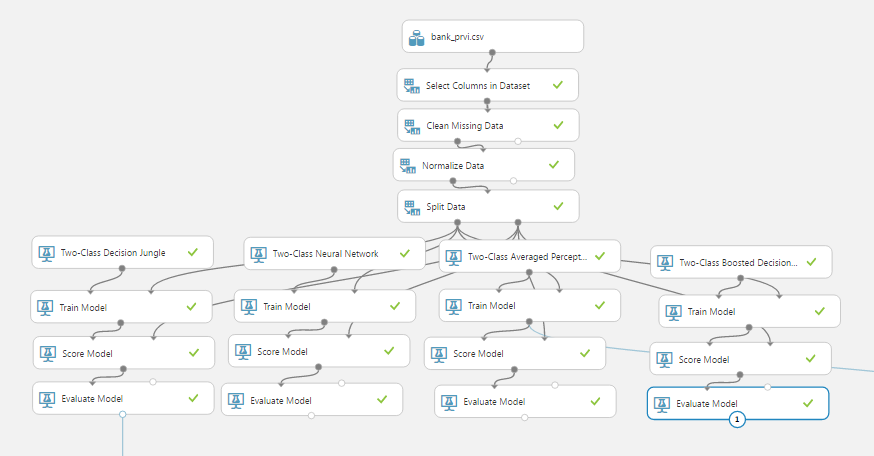 bank_prvi.csv
Select Columns in Dataset
Clean Missing Data
Normalize Data
Split Data
Two-Class Decision Jungle
Two-Class Neural Network
Two-Class Averaged Percept...
Two-Class Boosted Decision...
Train Model
Train Model
Train Model
Train Model
Score Model
Score Model
Score Model
Score Model
Evaluate Model
Evaluate Model
Evaluate Model
Evaluate Model
1